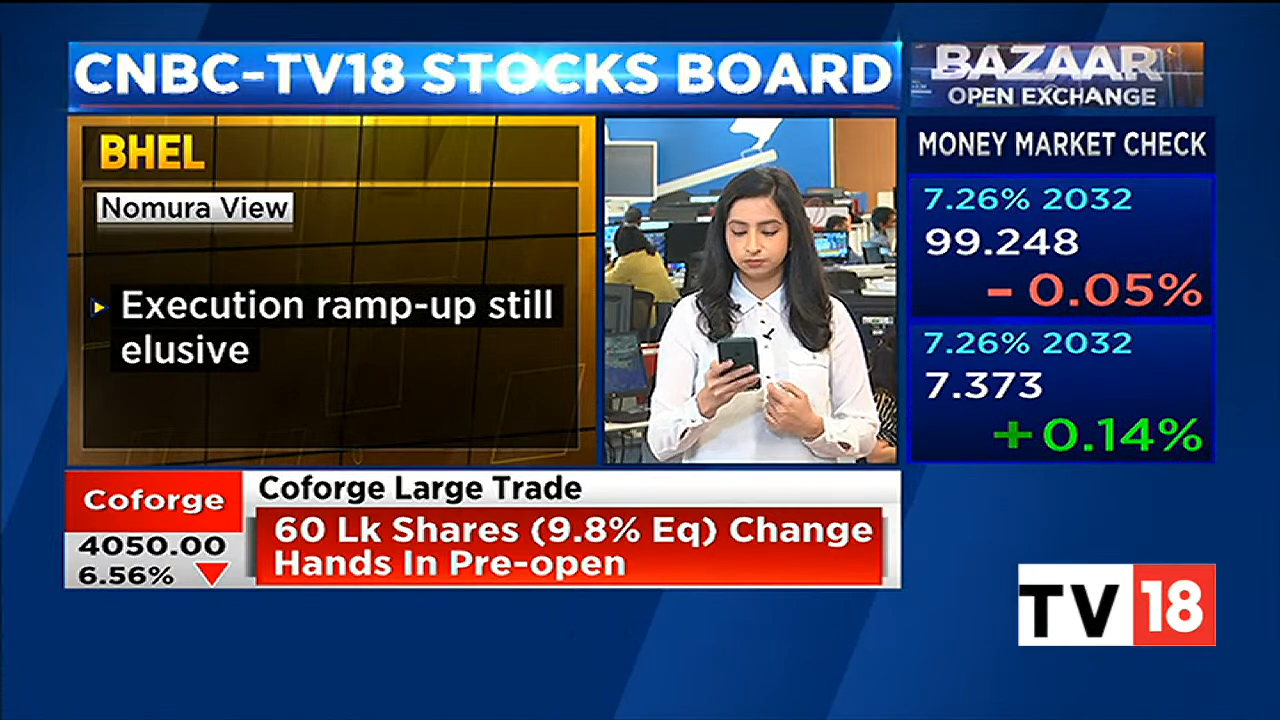 CNBC-TV18 STOCKS BOARD
BAZAAR
OPEN EXCHANGE
BHEL
Nomura View
Execution ramp-up still
elusive
MONEY MARKET CHECK
7.26% 2032
99.248
- 0.05%
7.26% 2032
7.373
+0.14%
Coforge
4050.00
6.56%
Coforge Large Trade
60 Lk Shares (9.8% Eq) Change
Hands In Pre-open
TV18